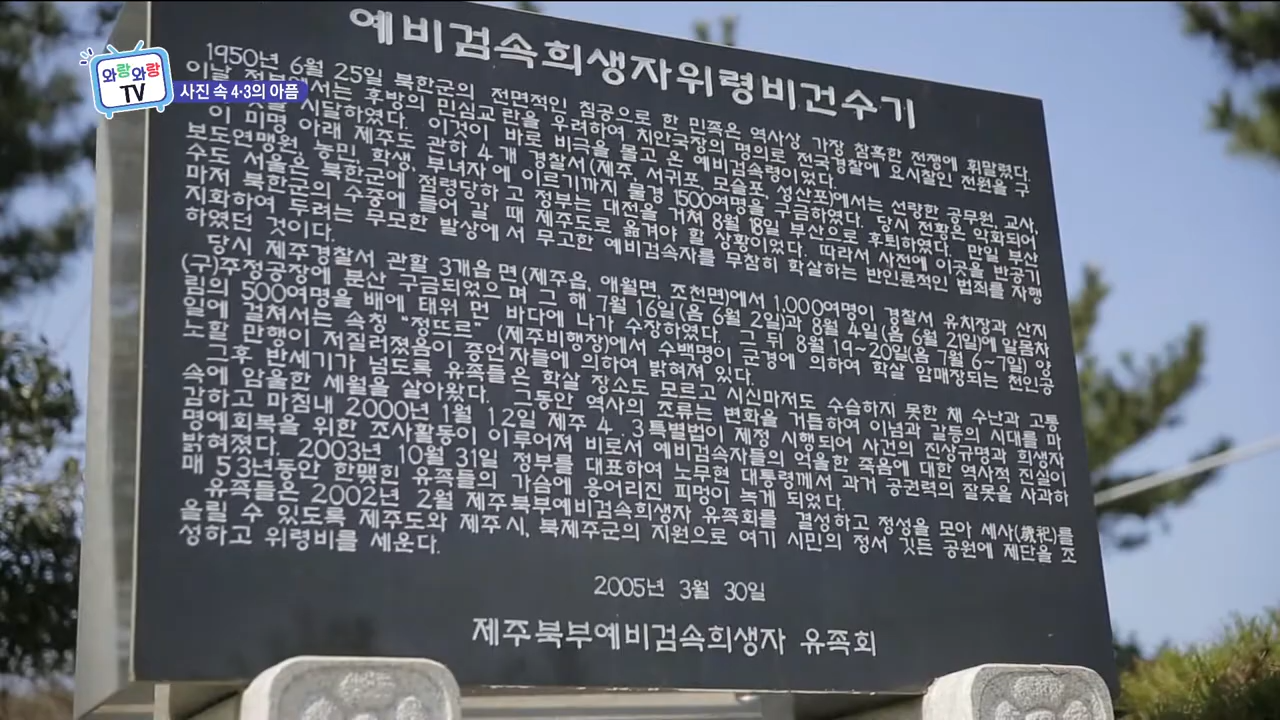 예비검속희생자위령비건수기
와랑와랑
TV
사진 속 4·3의 아픔
1950년 6월 25일 북한군의 전면적인 침공으로 한 민족은 역사상 가장 참혹한 전쟁에 휘말렸다.
이날 후방의 민심교란을 우려하여 치안국장의 명의로 전국경찰에 요시찰인 전원을 구
시달하였다. 이것이 바로 비극을 몰고 온 예비검속령이었다.
이 미명 아래 제주도 관하 4개 경찰서(제주, 서귀포, 모슬포, 성산포)에서는 선량한 공무원, 교사,
보도연맹원, 농민, 학생, 부녀자에 이르기까지 물경 1500여명을 구금하였다. 당시 전황은 악화되어
수도 서울은 북한군에 점령당하고 정부는 대전을 거쳐 8월 18일 부산으로 후퇴하였다. 만일 부산
마저 북한군의 수중에 들어 갈 때 제주도로 옮겨야 할 상황이었다. 따라서 사전에 이곳을 반공기
지화하여 두려는 무모한 발상에서 무고한 예비검속자를 무참히 학살하는 반인륜적인 범죄를 자행
하였던 것이다.
당시 제주경찰서 관할 3개읍 면(제주읍, 애월면, 조천면)에서 1,000여명이 경찰서 유치장과 산지
(구)주정공장에 분산 구금되었으며 그 해 7월 16일(음 6월 2일)과 8월 4일(음 6월 21일)에 알몸차
림의 500여명을 배에 태워 먼 바다에 나가 수장하였다. 그 뒤 8월 19~20일(음 7월 6~7일) 양
일에 걸쳐서는 속칭 "정뜨르" (제주비행장)에서 수백명이 군경에 의하여 학살 암매장되는 천인공
노할 만행이 저질러졌음이 증언자들에 의하여 밝혀져 있다.
그후 반세기가 넘도록 유족들은 학살 장소도 모르고 시신마저도 수습하지 못한 채 수난과 고통
속에 암울한 세월을 살아왔다. 그동안 역사의 조류는 변화를 거듭하여 이념과 갈등의 시대를 마
감하고 마침내 2000년 1월 12일 제주 4. 3특별법이 제정 시행되어 사건의 진상규명과 희생자
명예회복을 위한 조사활동이 이루어져 비로서 예비검속자들의 억울한 죽음에 대한 역사적 진실이
밝혀졌다. 2003년 10월 31일 정부를 대표하여 노무현 대통령께서 과거 공권력의 잘못을 사과하
매 53년동안 한맺힌 유족들의 가슴에 응어리진 피멍이 녹게 되었다.
유족들은 2002년 2월 제주북부예비검속희생자 유족회를 결성하고 정성을 모아 세사(歲祀)를
올릴 수 있도록 제주도와 제주시, 북제주군의 지원으로 여기 시민의 정서 깃든 공원에 제단을 조
성하고 위령비를 세운다.
2005년 3월 30일
제주북부예비검속희생자 유족회